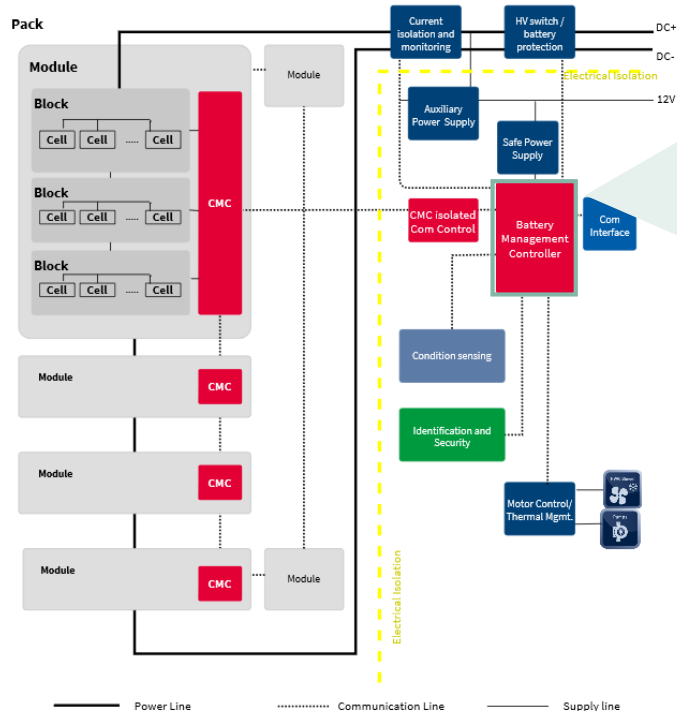 Pack
Current
isolation and
monitoring
HV switch /
battery
protection
DC+
DC-
Module
Module
Electrical Isolation
Block
Cell Cell ..... Cell
Auxiliary
Power Supply
12V
Safe Power
Supply
Block
Cell Cell ..... Cell
CMC
CMC isolated
Com Control
Battery
Management
Controller
Com
Interface
Block
Cell Cell ..... Cell
Condition sensing
Module
CMC
Identification and
Security
Module
CMC
Motor Control/
Thermal Mgmt.
Pumps
Module
CMC
Module
Electrical Isolation
Power Line
Communication Line
Supply line